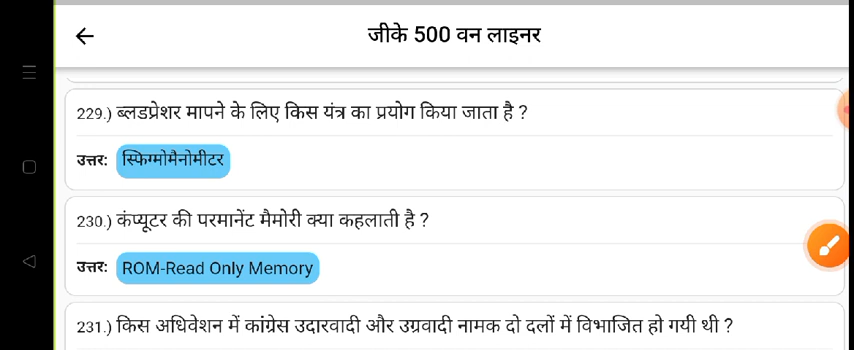 जीके 500 वन लाइनर
229.) ब्लडप्रेशर मापने के लिए किस यंत्र का प्रयोग किया जाता है ?
उत्तर: स्फिग्मोमैनोमीटर
230.) कंप्यूटर की परमानेंट मैमोरी क्या कहलाती है ?
उत्तर: ROM-Read Only Memory
231.) किस अधिवेशन में कांग्रेस उदारवादी और उग्रवादी नामक दो दलों में विभाजित हो गयी थी ?